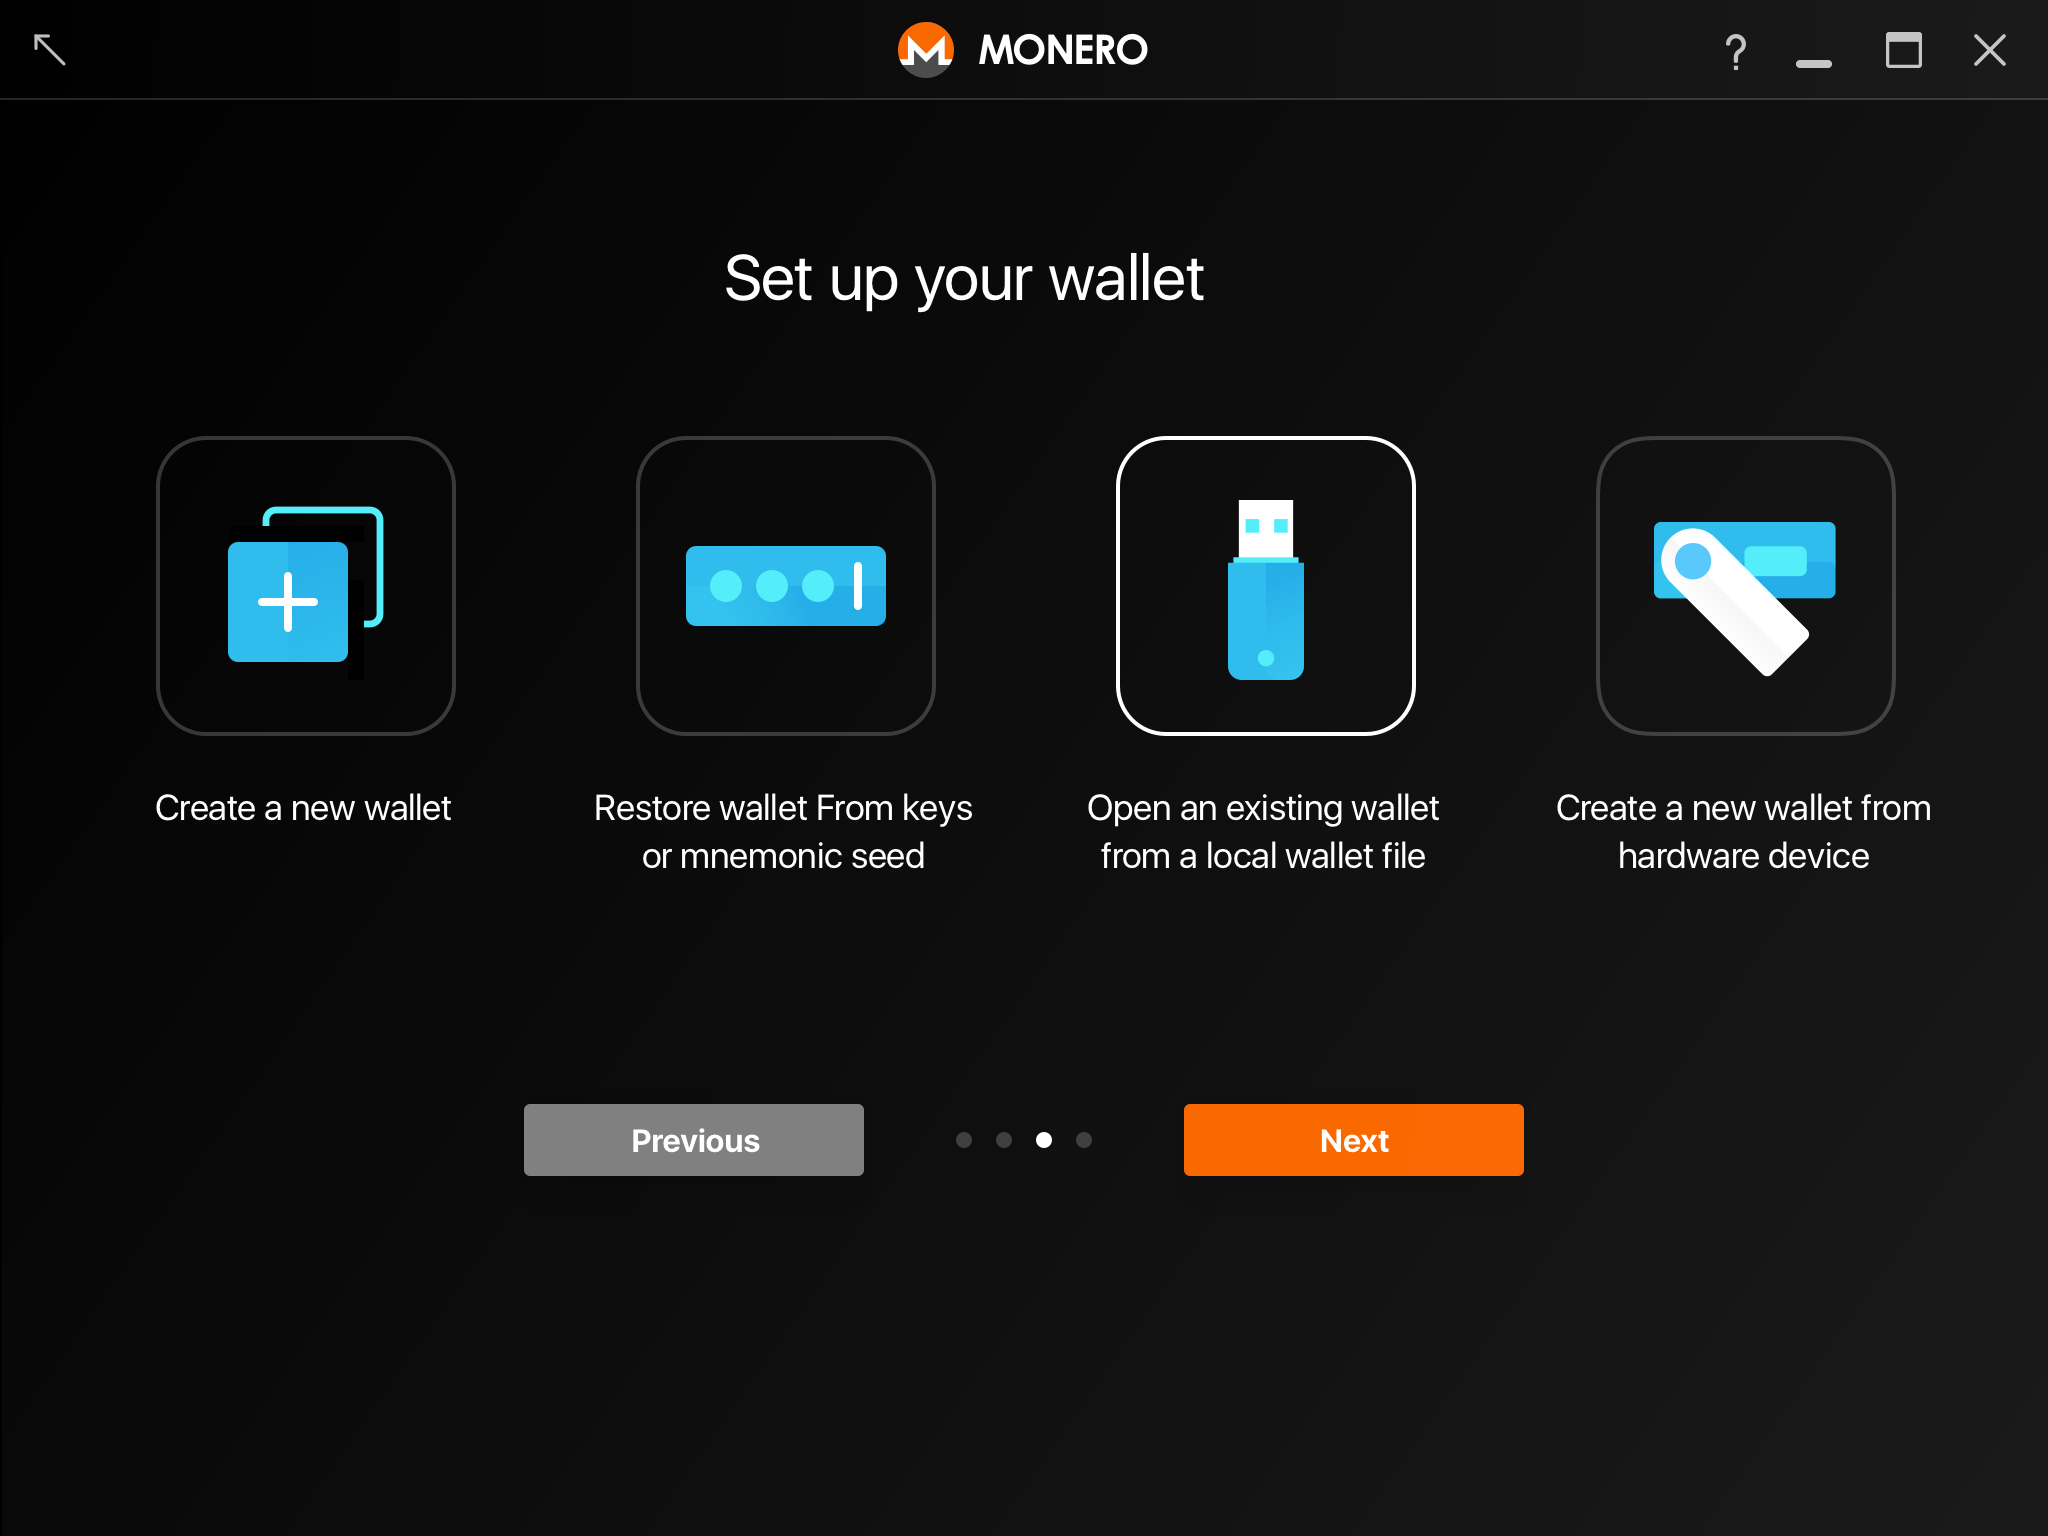 MONERO
?
Set up your wallet
Create a new wallet
Restore wallet From keys
or mnemonic seed
Open an existing wallet
from a local wallet file
Create a new wallet from
hardware device
Previous
Next